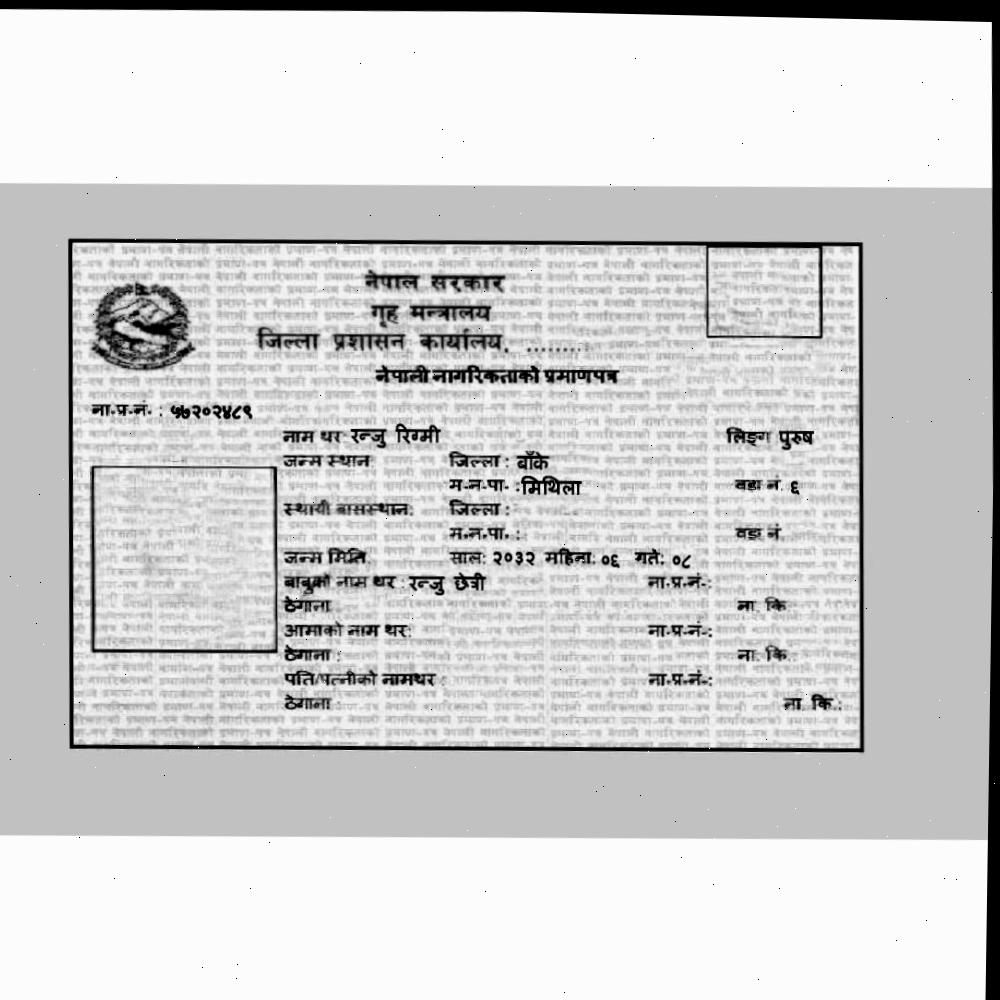 नेपाल सरकार
गृह मन्त्रालय
जिल्ला प्रशासन कार्यालय, .........
नेपाली नागरिकताको प्रमाणपत्र
ना.प्र.नं. : ५७२०२४८९
नाम थर रन्जु रिग्मी लिङ्ग पुरुष
जन्म स्थान: जिल्ला : बाँके
म.न.पा. : मिथिला वडा नं. ६
स्थायी बासस्थान: जिल्ला :
म.न.पा. : वडा नं.
जन्म मिति: साल: २०३२ महिना: ०६ गते: ०८
बाबुको नाम थर : रन्जु छेत्री ना.प्र.नं.:
ठेगाना ना. कि.
आमाको नाम थर: ना.प्र.नं.:
ठेगाना : ना. कि.:
पति/पत्नीको नामथर : ना.प्र.नं.:
ठेगाना : ना. कि.: